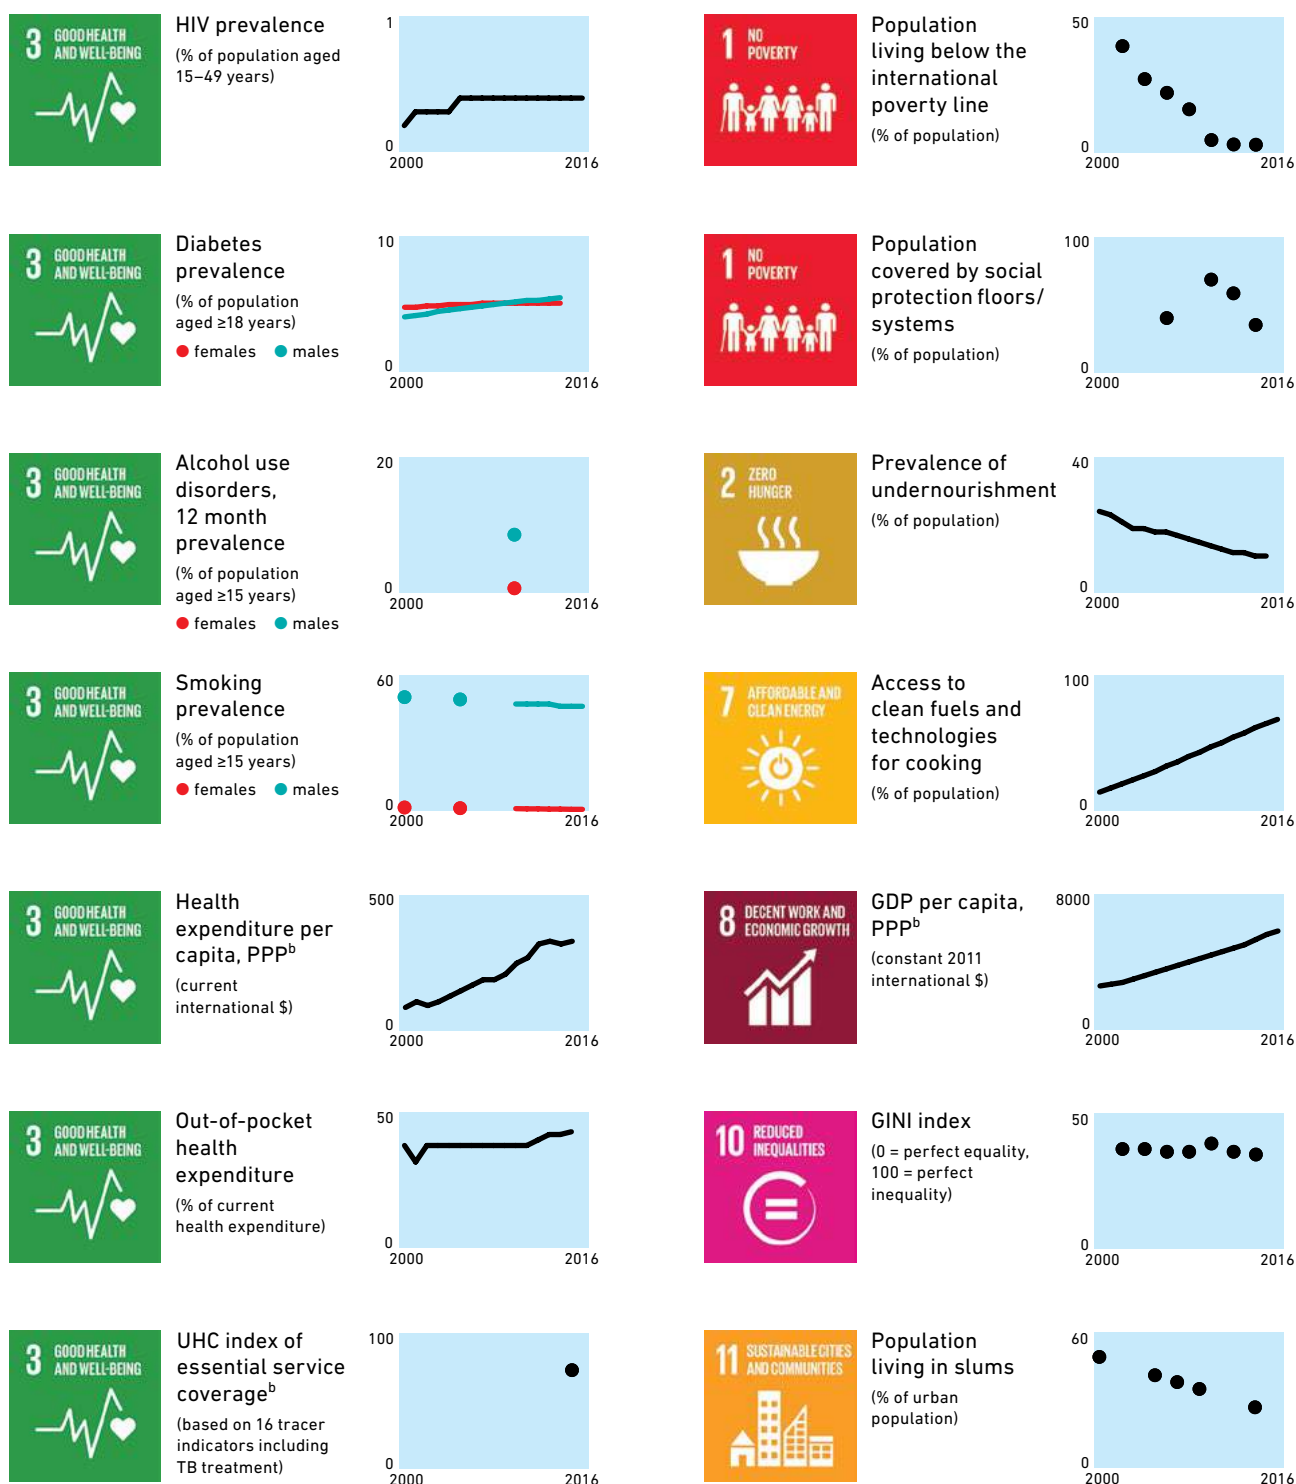 3 GOOD HEALTH
AND WELL-BEING
HIV prevalence
(% of population aged
15–49 years)
1
0
2000 2016
3 GOOD HEALTH
AND WELL-BEING
Diabetes
prevalence
(% of population
aged ≥18 years)
females males
10
0
2000 2016
3 GOOD HEALTH
AND WELL-BEING
Alcohol use
disorders,
12 month
prevalence
(% of population
aged ≥15 years)
females males
20
0
2000 2016
3 GOOD HEALTH
AND WELL-BEING
Smoking
prevalence
(% of population
aged ≥15 years)
females males
60
0
2000 2016
3 GOOD HEALTH
AND WELL-BEING
Health
expenditure per
capita, PPPᵇ
(current
international $)
500
0
2000 2016
3 GOOD HEALTH
AND WELL-BEING
Out-of-pocket
health
expenditure
(% of current
health expenditure)
50
0
2000 2016
3 GOOD HEALTH
AND WELL-BEING
UHC index of
essential service
coverageᵇ
(based on 16 tracer
indicators including
TB treatment)
100
0
2000 2016
1 NO
POVERTY
Population
living below the
international
poverty line
(% of population)
50
0
2000 2016
1 NO
POVERTY
Population
covered by social
protection floors/
systems
(% of population)
100
0
2000 2016
2 ZERO
HUNGER
Prevalence of
undernourishment
(% of population)
40
0
2000 2016
7 AFFORDABLE AND
CLEAN ENERGY
Access to
clean fuels and
technologies
for cooking
(% of population)
100
0
2000 2016
8 DECENT WORK AND
ECONOMIC GROWTH
GDP per capita,
PPPᵇ
(constant 2011
international $)
8000
0
2000 2016
10 REDUCED
INEQUALITIES
GINI index
(0 = perfect equality,
100 = perfect
inequality)
50
0
2000 2016
11 SUSTAINABLE CITIES
AND COMMUNITIES
Population
living in slums
(% of urban
population)
60
0
2000 2016